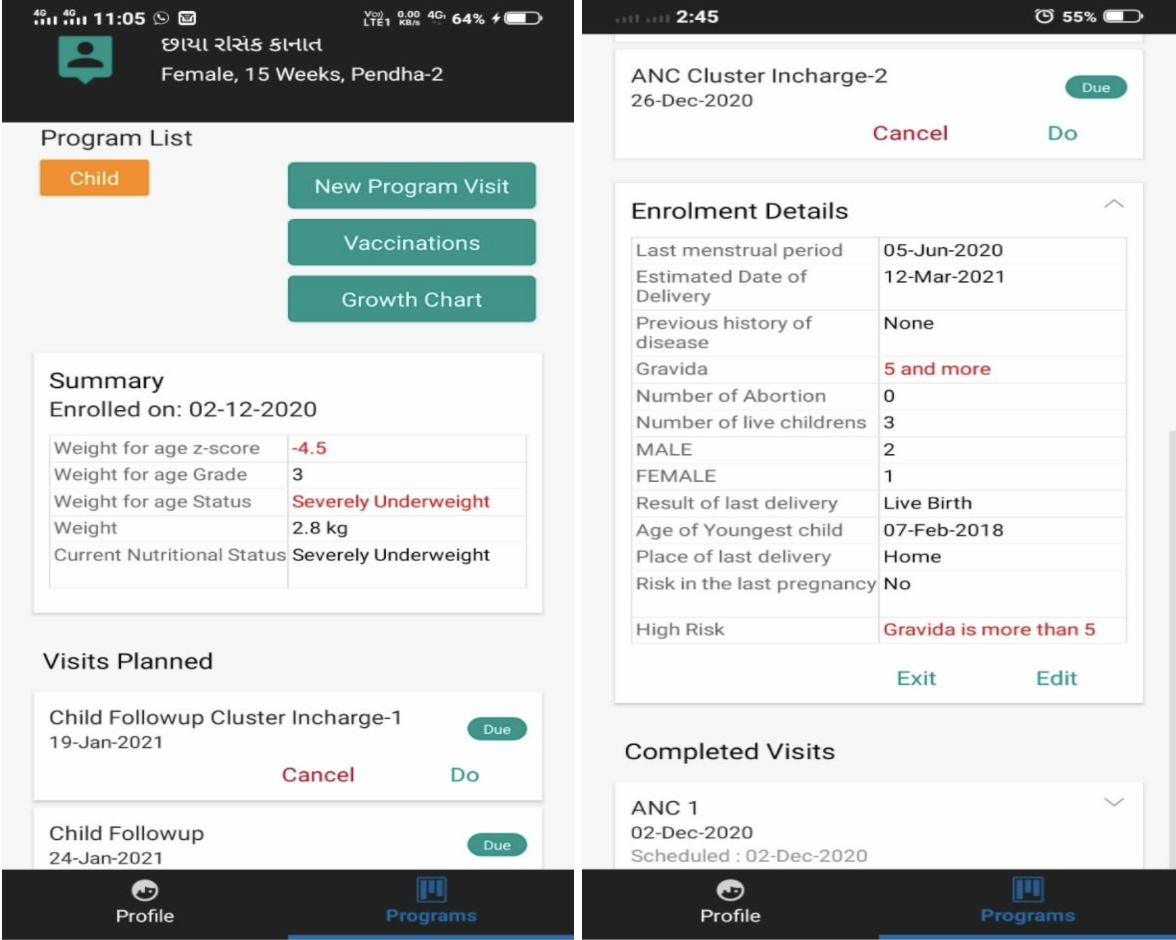 4G 4G 11:05
Vo) LTE1 0.00 KB/s 4G 64%
છાયા રસિક કાનાત
Female, 15 Weeks, Pendha-2
Program List
Child
New Program Visit
Vaccinations
Growth Chart
Summary
Enrolled on: 02-12-2020
Weight for age z-score -4.5
Weight for age Grade 3
Weight for age Status Severely Underweight
Weight 2.8 kg
Current Nutritional Status Severely Underweight
Visits Planned
Child Followup Cluster Incharge-1
19-Jan-2021
Due
Cancel Do
Child Followup
24-Jan-2021
Due
Profile Programs
2:45 55%
ANC Cluster Incharge-2
26-Dec-2020
Due
Cancel Do
Enrolment Details
Last menstrual period 05-Jun-2020
Estimated Date of 12-Mar-2021
Delivery
Previous history of None
disease
Gravida 5 and more
Number of Abortion 0
Number of live childrens 3
MALE 2
FEMALE 1
Result of last delivery Live Birth
Age of Youngest child 07-Feb-2018
Place of last delivery Home
Risk in the last pregnancy No
High Risk Gravida is more than 5
Exit Edit
Completed Visits
ANC 1
02-Dec-2020
Scheduled : 02-Dec-2020
Profile Programs